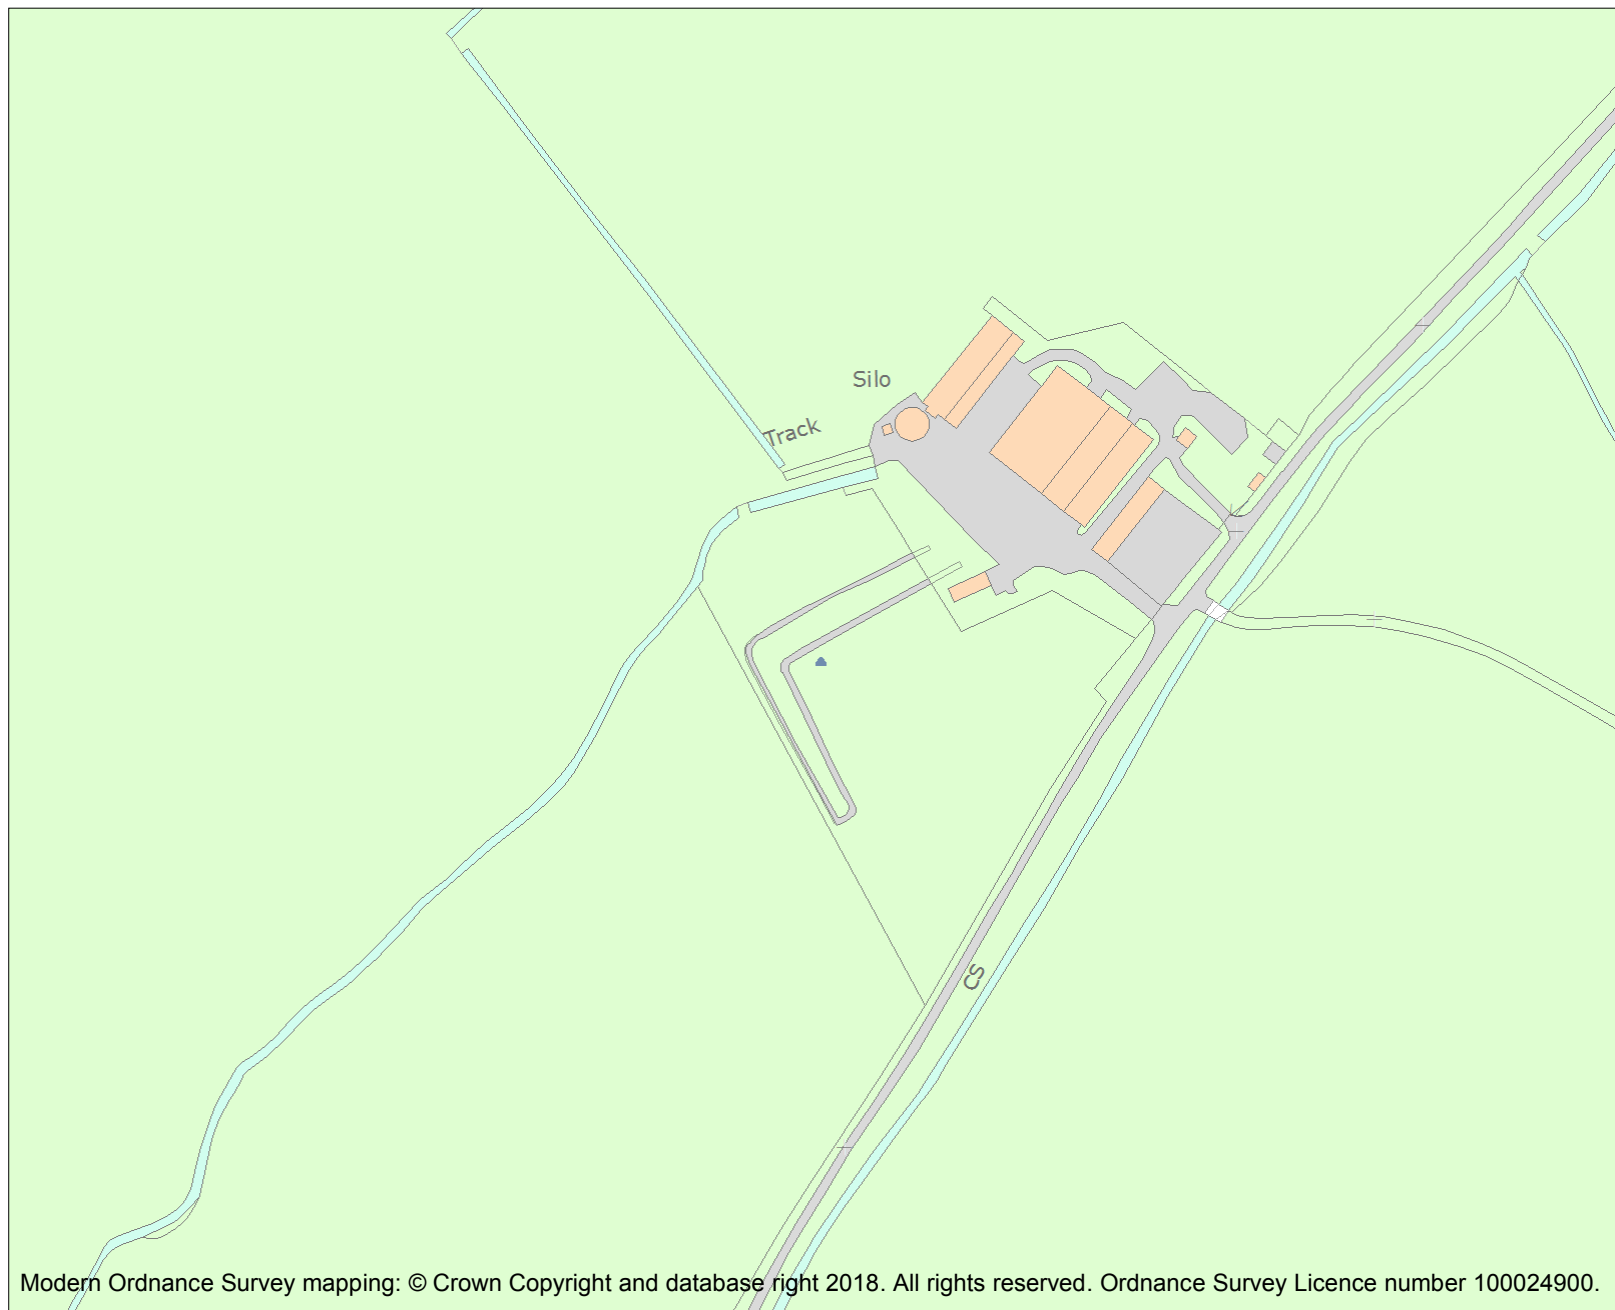 Silo
Track
CS
Modern Ordnance Survey mapping: © Crown Copyright and database right 2018. All rights reserved. Ordnance Survey Licence number 100024900.